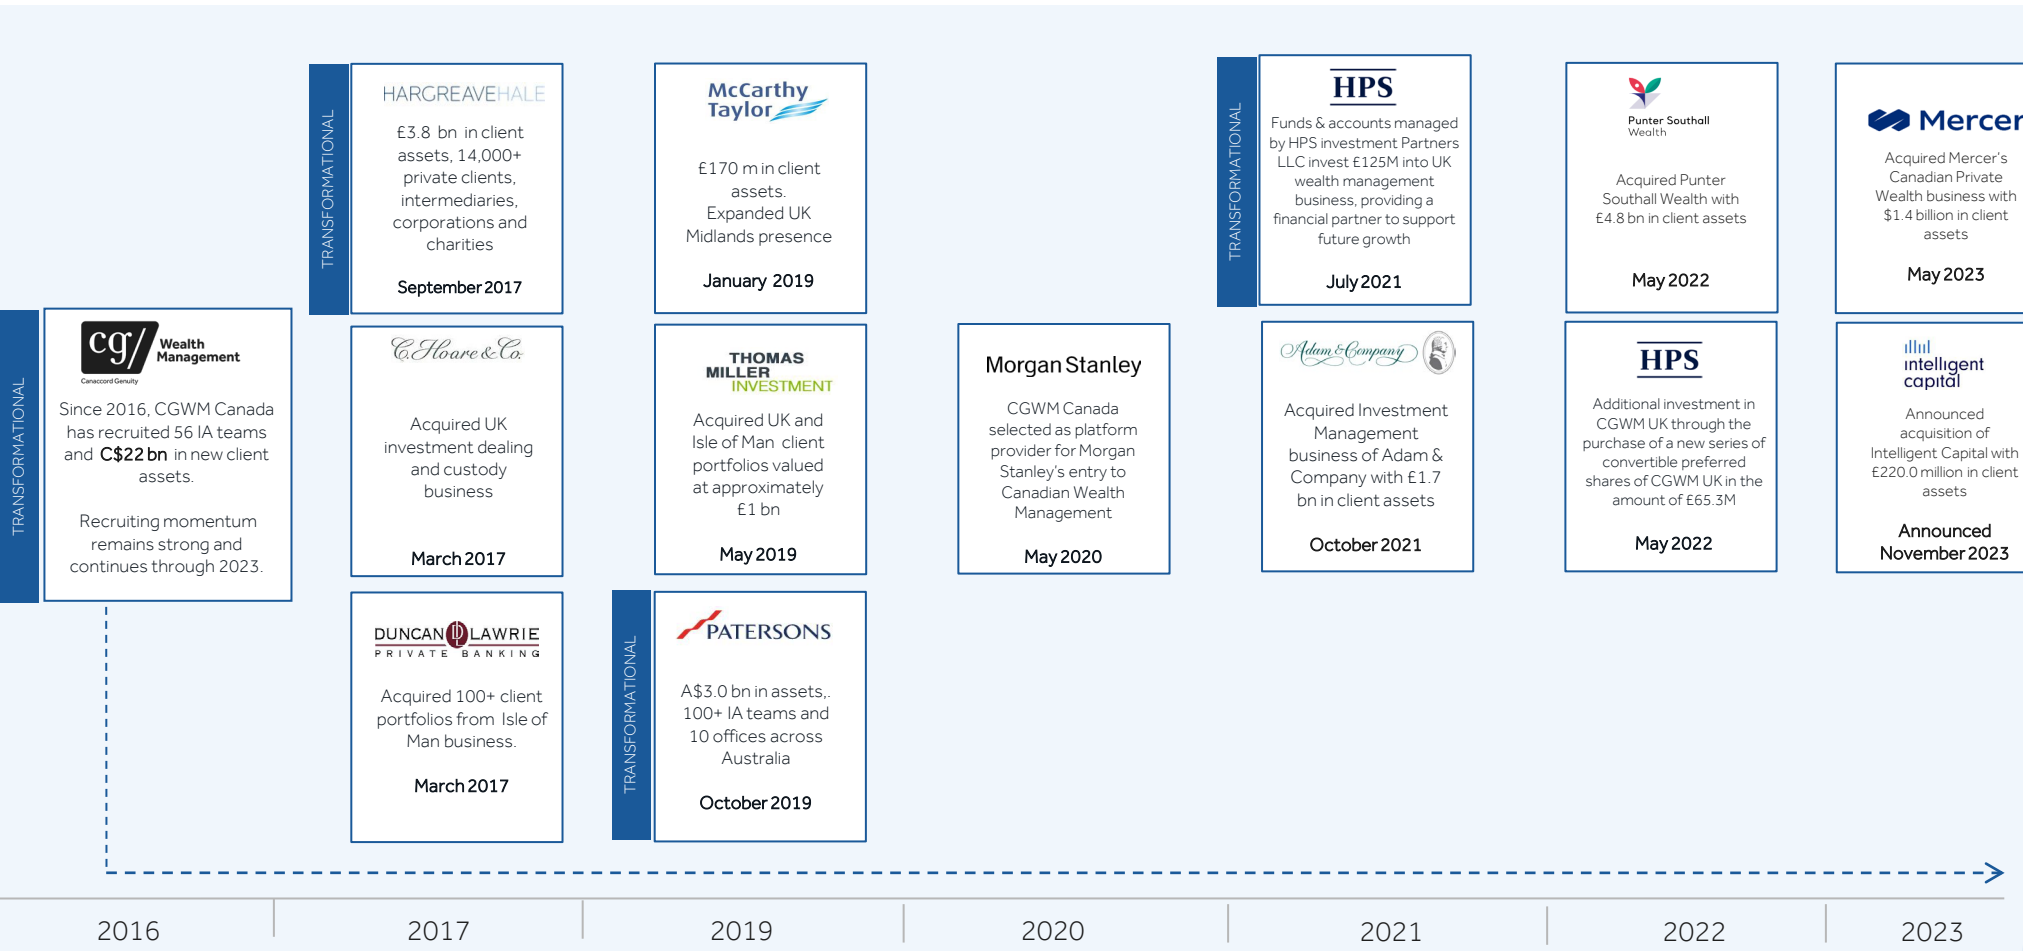 TRANSFORMATIONAL
cg/ Wealth
Management
Canaccord Genuity
Since 2016, CGWM Canada
has recruited 56 IA teams
and C$22 bn in new client
assets.
Recruiting momentum
remains strong and
continues through 2023.
TRANSFORMATIONAL
HARGREAVEHALE
£3.8 bn in client
assets, 14,000+
private clients,
intermediaries,
corporations and
charities
September 2017
C. Hoare & Co.
Acquired UK
investment dealing
and custody
business
March 2017
DUNCAN DL LAWRIE
PRIVATE BANKING
Acquired 100+ client
portfolios from Isle of
Man business.
March 2017
McCarthy
Taylor
£170 m in client
assets.
Expanded UK
Midlands presence
January 2019
THOMAS
MILLER
INVESTMENT
Acquired UK and
Isle of Man client
portfolios valued
at approximately
£1 bn
May 2019
TRANSFORMATIONAL
PATERSONS
A$3.0 bn in assets,.
100+ IA teams and
10 offices across
Australia
October 2019
Morgan Stanley
CGWM Canada
selected as platform
provider for Morgan
Stanley's entry to
Canadian Wealth
Management
May 2020
TRANSFORMATIONAL
HPS
Funds & accounts managed
by HPS investment Partners
LLC invest £125M into UK
wealth management
business, providing a
financial partner to support
future growth
July 2021
Adam & Company
Acquired Investment
Management
business of Adam &
Company with £1.7
bn in client assets
October 2021
Punter Southall
Wealth
Acquired Punter
Southall Wealth with
£4.8 bn in client assets
May 2022
HPS
Additional investment in
CGWM UK through the
purchase of a new series of
convertible preferred
shares of CGWM UK in the
amount of £65.3M
May 2022
Mercer
Acquired Mercer's
Canadian Private
Wealth business with
$1.4 billion in client
assets
May 2023
intelligent
capital
Announced
acquisition of
Intelligent Capital with
£220.0 million in client
assets
Announced
November 2023
2016
2017
2019
2020
2021
2022
2023